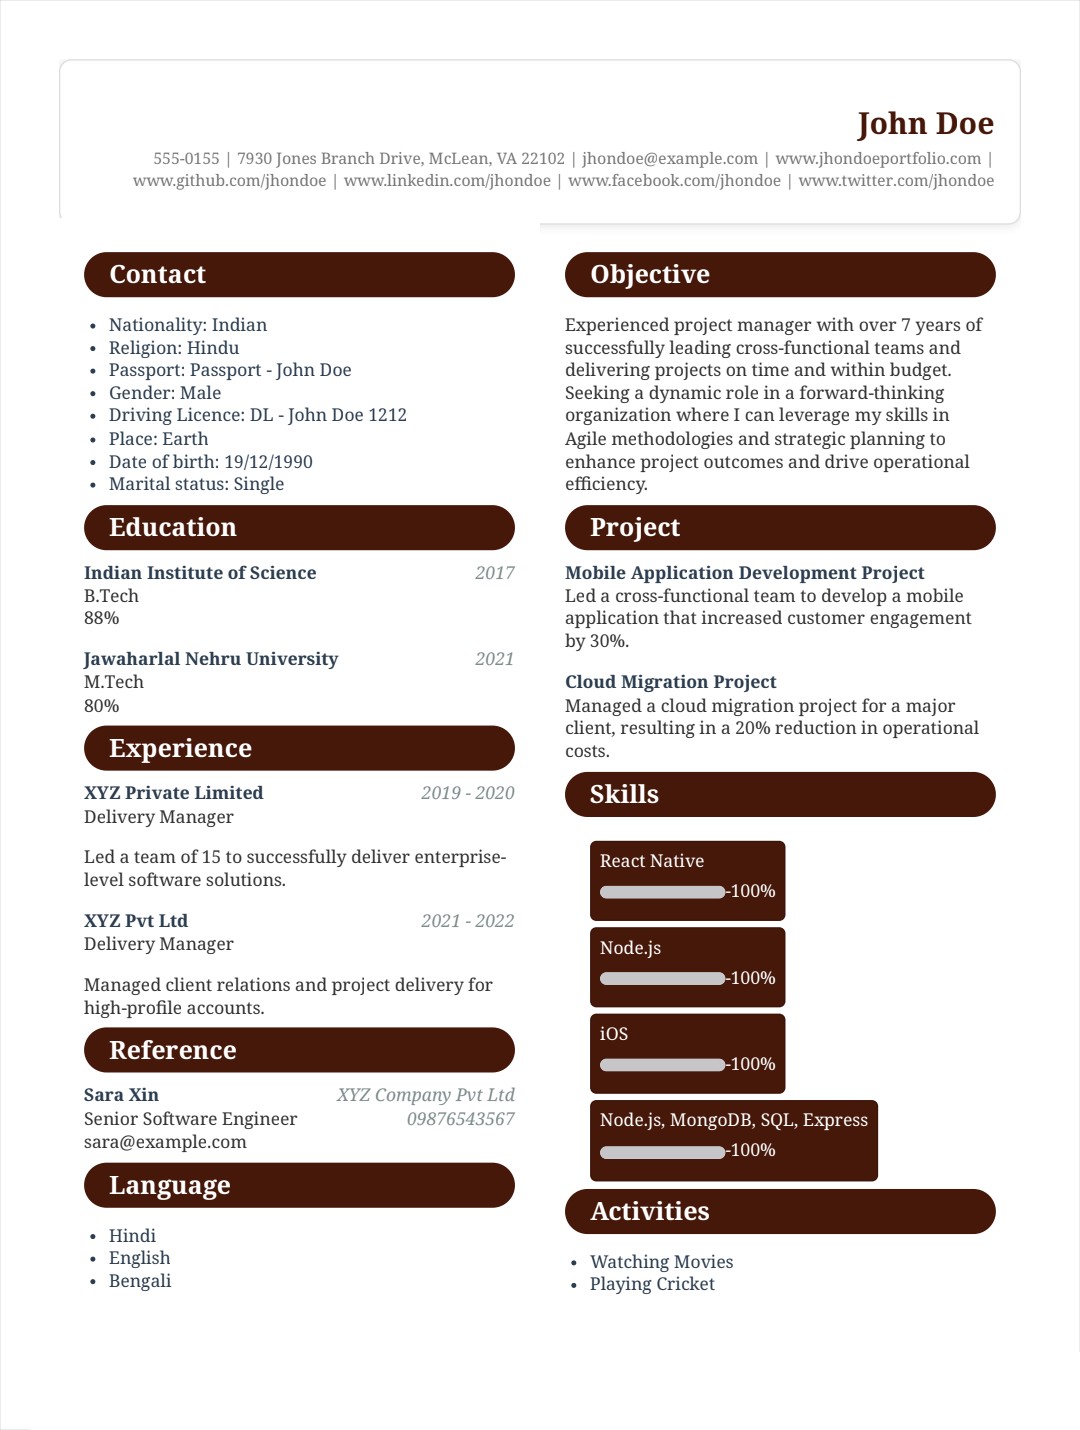 John Doe
555-0155 | 7930 Jones Branch Drive, McLean, VA 22102 | jhondoe@example.com | www.jhondoeportfolio.com |
www.github.com/jhondoe | www.linkedin.com/jhondoe | www.facebook.com/jhondoe | www.twitter.com/jhondoe
Contact
• Nationality: Indian
• Religion: Hindu
• Passport: Passport - John Doe
• Gender: Male
• Driving Licence: DL - John Doe 1212
• Place: Earth
• Date of birth: 19/12/1990
• Marital status: Single
Education
Indian Institute of Science 2017
B.Tech
88%
Jawaharlal Nehru University 2021
M.Tech
80%
Experience
XYZ Private Limited 2019 - 2020
Delivery Manager
Led a team of 15 to successfully deliver enterprise-
level software solutions.
XYZ Pvt Ltd 2021 - 2022
Delivery Manager
Managed client relations and project delivery for
high-profile accounts.
Reference
Sara Xin XYZ Company Pvt Ltd
Senior Software Engineer 09876543567
sara@example.com
Language
• Hindi
• English
• Bengali
Objective
Experienced project manager with over 7 years of
successfully leading cross-functional teams and
delivering projects on time and within budget.
Seeking a dynamic role in a forward-thinking
organization where I can leverage my skills in
Agile methodologies and strategic planning to
enhance project outcomes and drive operational
efficiency.
Project
Mobile Application Development Project
Led a cross-functional team to develop a mobile
application that increased customer engagement
by 30%.
Cloud Migration Project
Managed a cloud migration project for a major
client, resulting in a 20% reduction in operational
costs.
Skills
React Native
-100%
Node.js
-100%
iOS
-100%
Node.js, MongoDB, SQL, Express
-100%
Activities
• Watching Movies
• Playing Cricket